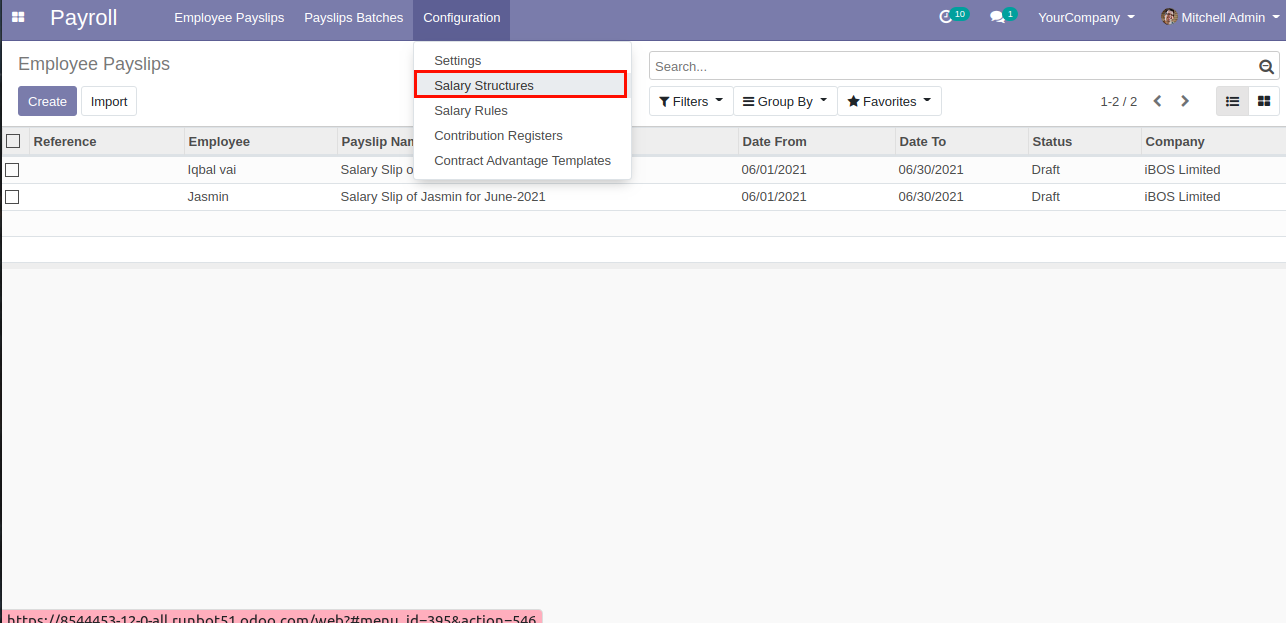 Payroll Employee Payslips Payslips Batches Configuration 10 1 YourCompany Mitchell Admin
Employee Payslips
Search...
Create Import
Filters Group By Favorites 1-2 / 2
Settings
Salary Structures
Salary Rules
Contribution Registers
Contract Advantage Templates
Reference Employee Payslip Nam Date From Date To Status Company
Iqbal vai Salary Slip o 06/01/2021 06/30/2021 Draft iBOS Limited
Jasmin Salary Slip of Jasmin for June-2021 06/01/2021 06/30/2021 Draft iBOS Limited
https://8544453-12-0-all.runbot51.odoo.com/web?#menu_id=395&action=546